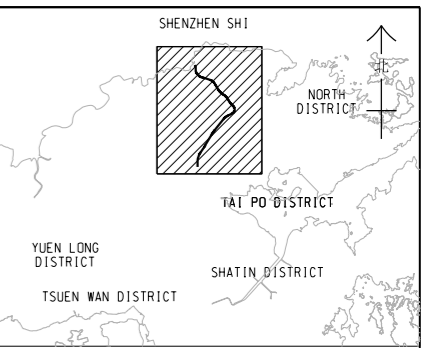 SHENZHEN SHI
北
NORTH
DISTRICT
TAI PO DISTRICT
YUEN LONG
DISTRICT
SHATIN DISTRICT
TSUEN WAN DISTRICT